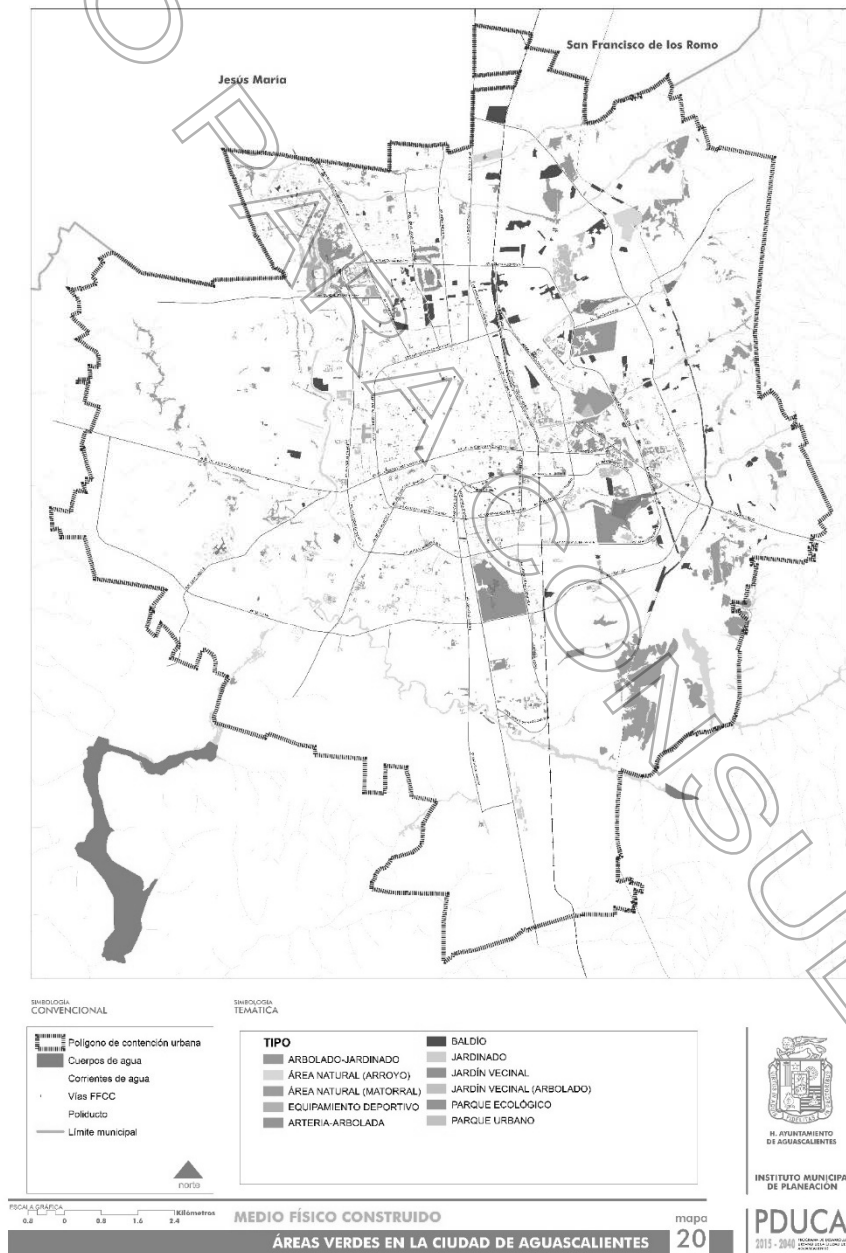 San Francisco de los Romo
Jesús María
PARA CONSUL
SIMBOLOGÍA
CONVENCIONAL
Polígono de contención urbana
Cuerpos de agua
Corrientes de agua
Vías FFCC
Poliducto
Límite municipal
norte
SIMBOLOGÍA
TEMÁTICA
TIPO
ARBOLADO-JARDINADO
ÁREA NATURAL (ARROYO)
ÁREA NATURAL (MATORRAL)
EQUIPAMIENTO DEPORTIVO
ARTERIA-ARBOLADA
BALDÍO
JARDINADO
JARDÍN VECINAL
JARDÍN VECINAL (ARBOLADO)
PARQUE ECOLÓGICO
PARQUE URBANO
H. AYUNTAMIENTO
DE AGUASCALIENTES
INSTITUTO MUNICIPA
DE PLANEACIÓN
ESCALA GRÁFICA
0.8 0 0.8 1.6 2.4 Kilómetros
MEDIO FÍSICO CONSTRUIDO
mapa
20
ÁREAS VERDES EN LA CIUDAD DE AGUASCALIENTES
PDUCA
2015 - 2040